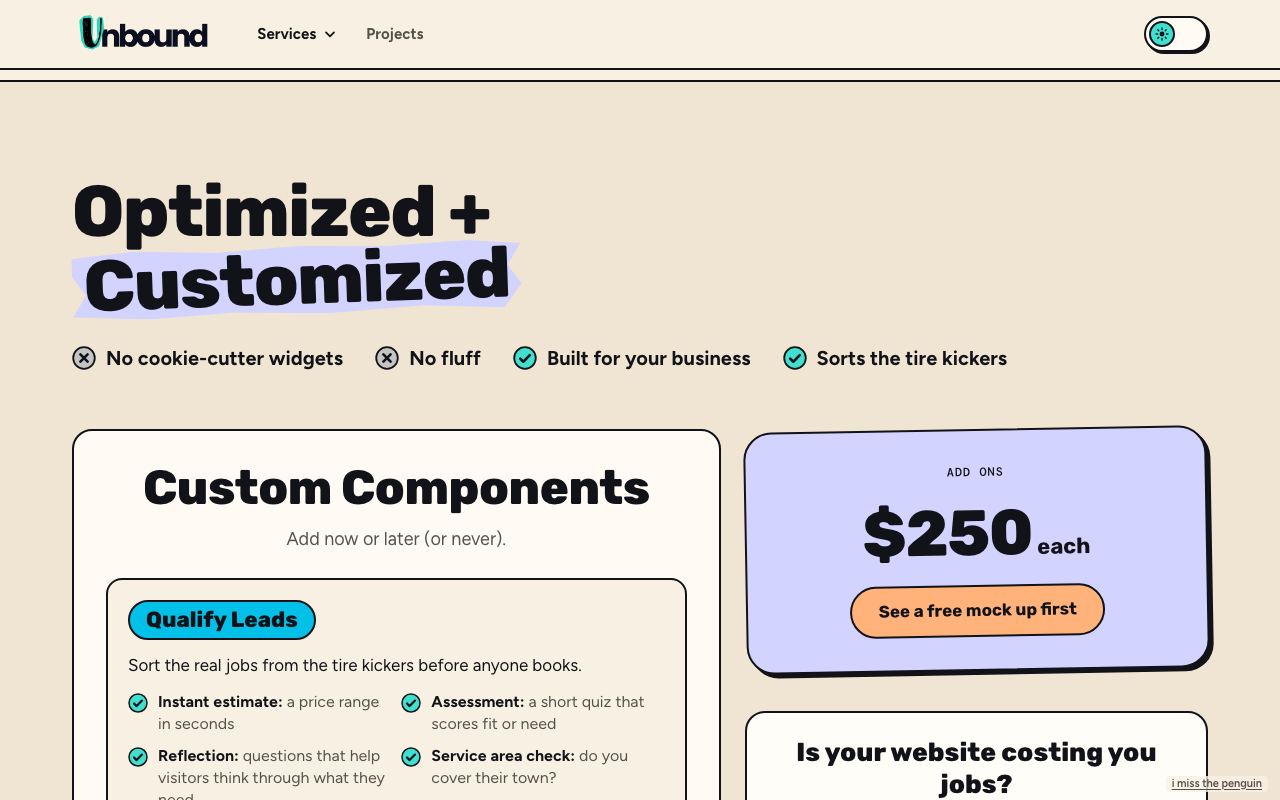 Unbound
Services
Projects
Optimized +
Customized
No cookie-cutter widgets
No fluff
Built for your business
Sorts the tire kickers
Custom Components
Add now or later (or never).
Qualify Leads
Sort the real jobs from the tire kickers before anyone books.
Instant estimate: a price range
in seconds
Assessment: a short quiz that
scores fit or need
Reflection: questions that help
visitors think through what they
need
Service area check: do you
cover their town?
ADD ONS
$250 each
See a free mock up first
Is your website costing you
jobs?
i miss the penguin